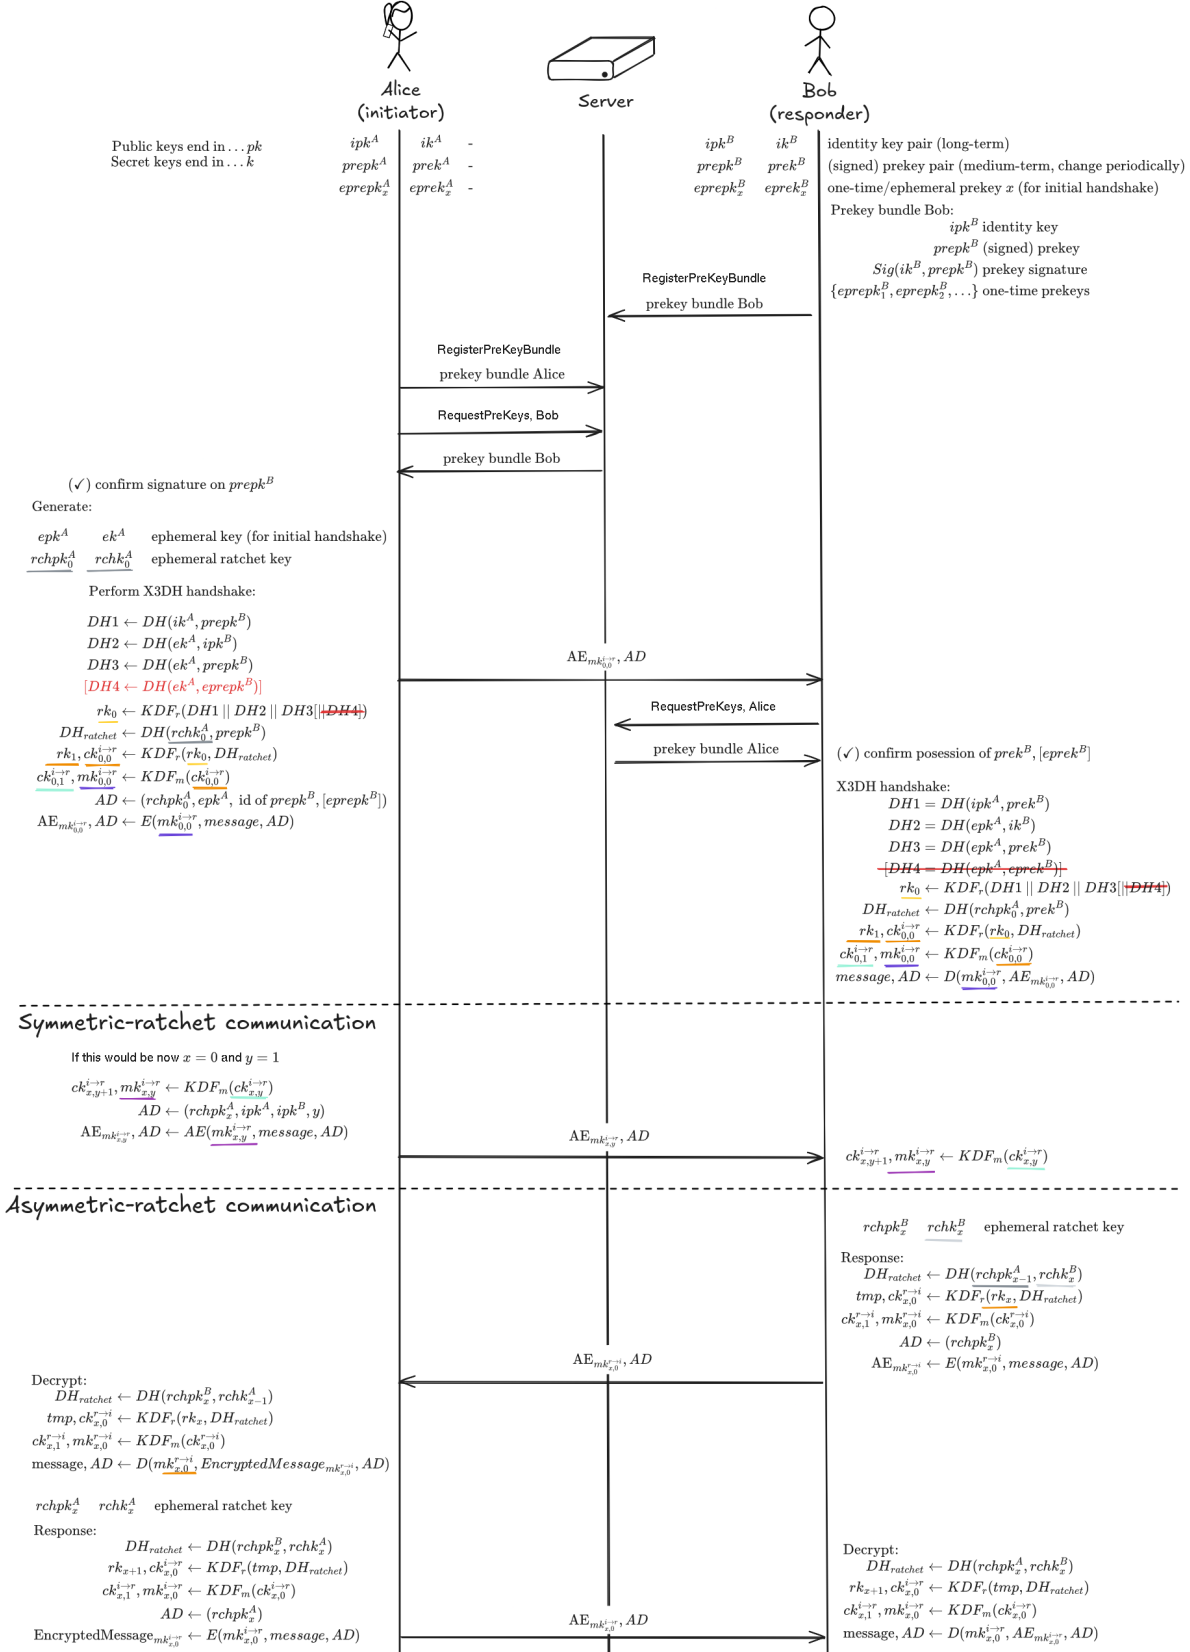 Alice
(initiator)
Server
Bob
(responder)
Public keys end in … pk
Secret keys end in … k
ipk^A ik^A -
prepk^A prek^A -
eprepk_x^A eprek_x^A -
ipk^B ik^B identity key pair (long-term)
prepk^B prek^B (signed) prekey pair (medium-term, change periodically)
eprepk_x^B eprek_x^B one-time/ephemeral prekey x (for initial handshake)
Prekey bundle Bob:
ipk^B identity key
prepk^B (signed) prekey
Sig(ik^B, prepk^B) prekey signature
{eprepk_1^B, eprepk_2^B, …} one-time prekeys
RegisterPreKeyBundle
prekey bundle Bob
RegisterPreKeyBundle
prekey bundle Alice
RequestPreKeys, Bob
prekey bundle Bob
(✓) confirm signature on prepk^B
Generate:
epk^A ek^A ephemeral key (for initial handshake)
rchpk_0^A rchk_0^A ephemeral ratchet key
Perform X3DH handshake:
DH1 ← DH(ik^A, prepk^B)
DH2 ← DH(ek^A, ipk^B)
DH3 ← DH(ek^A, prepk^B)
[DH4 ← DH(ek^A, eprepk^B)]
rk_0 ← KDF_r(DH1 || DH2 || DH3[||DH4])
DH_ratchet ← DH(rchk_0^A, prepk^B)
rk_1, ck_{0,0}^{i→r} ← KDF_r(rk_0, DH_ratchet)
ck_{0,1}^{i→r}, mk_{0,0}^{i→r} ← KDF_m(ck_{0,0}^{i→r})
AD ← (rchpk_0^A, epk^A, id of prepk^B, [eprepk^B])
AE_{mk_{0,0}^{i→r}}, AD ← E(mk_{0,0}^{i→r}, message, AD)
AE_{mk_{0,0}^{i→r}}, AD
RequestPreKeys, Alice
prekey bundle Alice
(✓) confirm posession of prek^B, [eprek^B]
X3DH handshake:
DH1 = DH(ipk^A, prek^B)
DH2 = DH(epk^A, ik^B)
DH3 = DH(epk^A, prek^B)
[DH4 = DH(epk^A, eprek^B)]
rk_0 ← KDF_r(DH1 || DH2 || DH3[||DH4])
DH_ratchet ← DH(rchpk_0^A, prek^B)
rk_1, ck_{0,0}^{i→r} ← KDF_r(rk_0, DH_ratchet)
ck_{0,1}^{i→r}, mk_{0,0}^{i→r} ← KDF_m(ck_{0,0}^{i→r})
message, AD ← D(mk_{0,0}^{i→r}, AE_{mk_{0,0}^{i→r}}, AD)
Symmetric-ratchet communication
If this would be now x = 0 and y = 1
ck_{x,y+1}^{i→r}, mk_{x,y}^{i→r} ← KDF_m(ck_{x,y}^{i→r})
AD ← (rchpk_x^A, ipk^A, ipk^B, y)
AE_{mk_{x,y}^{i→r}}, AD ← AE(mk_{x,y}^{i→r}, message, AD)
AE_{mk_{x,y}^{i→r}}, AD
ck_{x,y+1}^{i→r}, mk_{x,y}^{i→r} ← KDF_m(ck_{x,y}^{i→r})
Asymmetric-ratchet communication
rchpk_x^B rchk_x^B ephemeral ratchet key
Response:
DH_ratchet ← DH(rchpk_{x−1}^A, rchk_x^B)
tmp, ck_{x,0}^{r→i} ← KDF_r(rk_x, DH_ratchet)
ck_{x,1}^{r→i}, mk_{x,0}^{r→i} ← KDF_m(ck_{x,0}^{r→i})
AD ← (rchpk_x^B)
AE_{mk_{x,0}^{r→i}} ← E(mk_{x,0}^{r→i}, message, AD)
AE_{mk_{x,0}^{r→i}}, AD
Decrypt:
DH_ratchet ← DH(rchpk_x^B, rchk_{x−1}^A)
tmp, ck_{x,0}^{r→i} ← KDF_r(rk_x, DH_ratchet)
ck_{x,1}^{r→i}, mk_{x,0}^{r→i} ← KDF_m(ck_{x,0}^{r→i})
message, AD ← D(mk_{x,0}^{r→i}, EncryptedMessage_{mk_{x,0}^{r→i}}, AD)
rchpk_x^A rchk_x^A ephemeral ratchet key
Response:
DH_ratchet ← DH(rchpk_x^B, rchk_x^A)
rk_{x+1}, ck_{x,0}^{i→r} ← KDF_r(tmp, DH_ratchet)
ck_{x,1}^{i→r}, mk_{x,0}^{i→r} ← KDF_m(ck_{x,0}^{i→r})
AD ← (rchpk_x^A)
EncryptedMessage_{mk_{x,0}^{i→r}} ← E(mk_{x,0}^{i→r}, message, AD)
AE_{mk_{x,0}^{i→r}}, AD
Decrypt:
DH_ratchet ← DH(rchpk_x^A, rchk_x^B)
rk_{x+1}, ck_{x,0}^{i→r} ← KDF_r(tmp, DH_ratchet)
ck_{x,1}^{i→r}, mk_{x,0}^{i→r} ← KDF_m(ck_{x,0}^{i→r})
message, AD ← D(mk_{x,0}^{i→r}, AE_{mk_{x,0}^{i→r}}, AD)